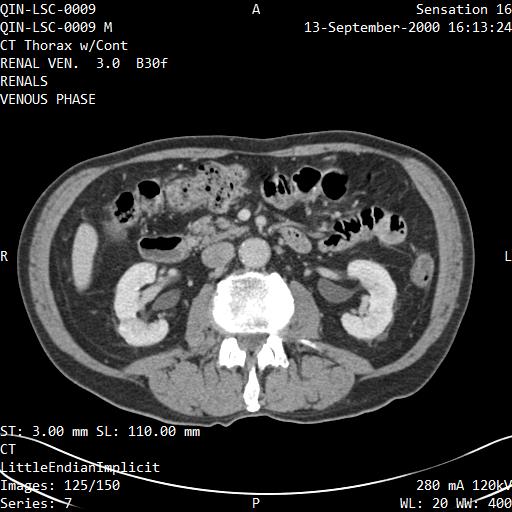 QIN-LSC-0009
A
Sensation 16
QIN-LSC-0009 M
13-September-2000 16:13:24
CT Thorax w/Cont
RENAL VEN. 3.0 B30f
RENALS
VENOUS PHASE
R
L
ST: 3.00 mm SL: 110.00 mm
CT
LittleEndianImplicit
Images: 125/150
280 mA 120kV
Series: 7
P
WL: 20 WW: 400